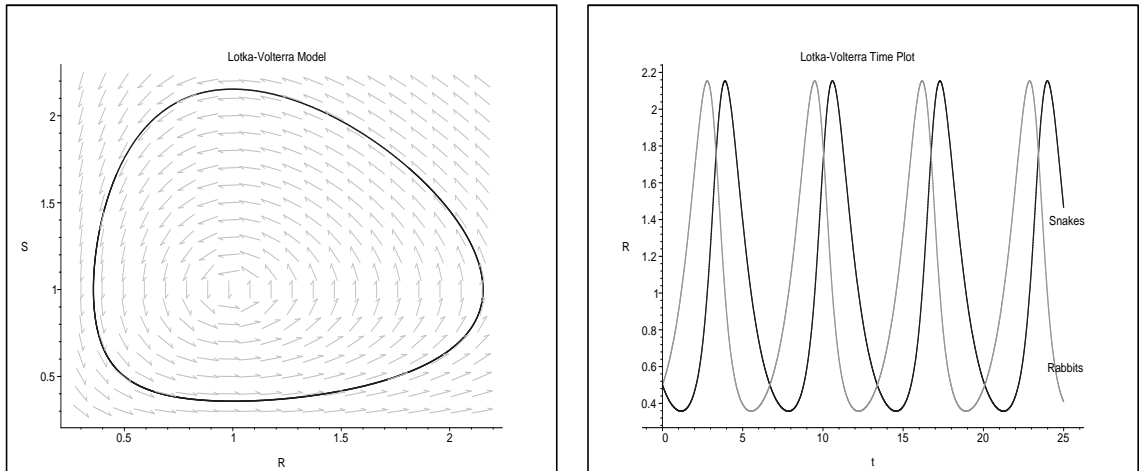 Lotka-Volterra Model
2
1.5
S
1
0.5
0.5 1 1.5 2
R
Lotka-Volterra Time Plot
2.2
2
1.8
1.6
1.4
Snakes
R
1.2
1
0.8
0.6
Rabbits
0.4
0 5 10 15 20 25
t